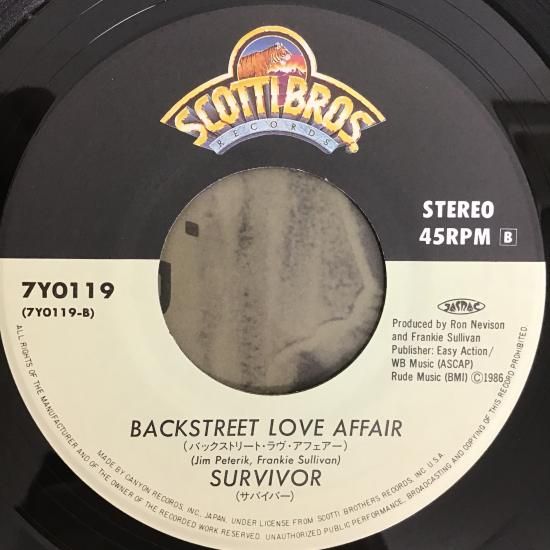 SCOTTI BROS.
RECORDS
STEREO
45RPM B
7Y0119
(7Y0119-B)
JASRAC
Produced by Ron Nevison
and Frankie Sullivan
Publisher: Easy Action/
WB Music (ASCAP)
Rude Music (BMI) Ⓒ1986
BACKSTREET LOVE AFFAIR
(バックストリート・ラヴ・アフェアー)
(Jim Peterik, Frankie Sullivan)
SURVIVOR
(サバイバー)
ALL RIGHTS OF THE MANUFACTURER AND OF THE OWNER OF THE RECORDED WORK RESERVED. UNAUTHORIZED PUBLIC PERFORMANCE, BROADCASTING AND COPYING OF THIS RECORD PROHIBITED.
MADE BY CANYON RECORDS, INC. JAPAN, UNDER LICENSE FROM SCOTTI BROTHERS RECORDS, INC. U.S.A.